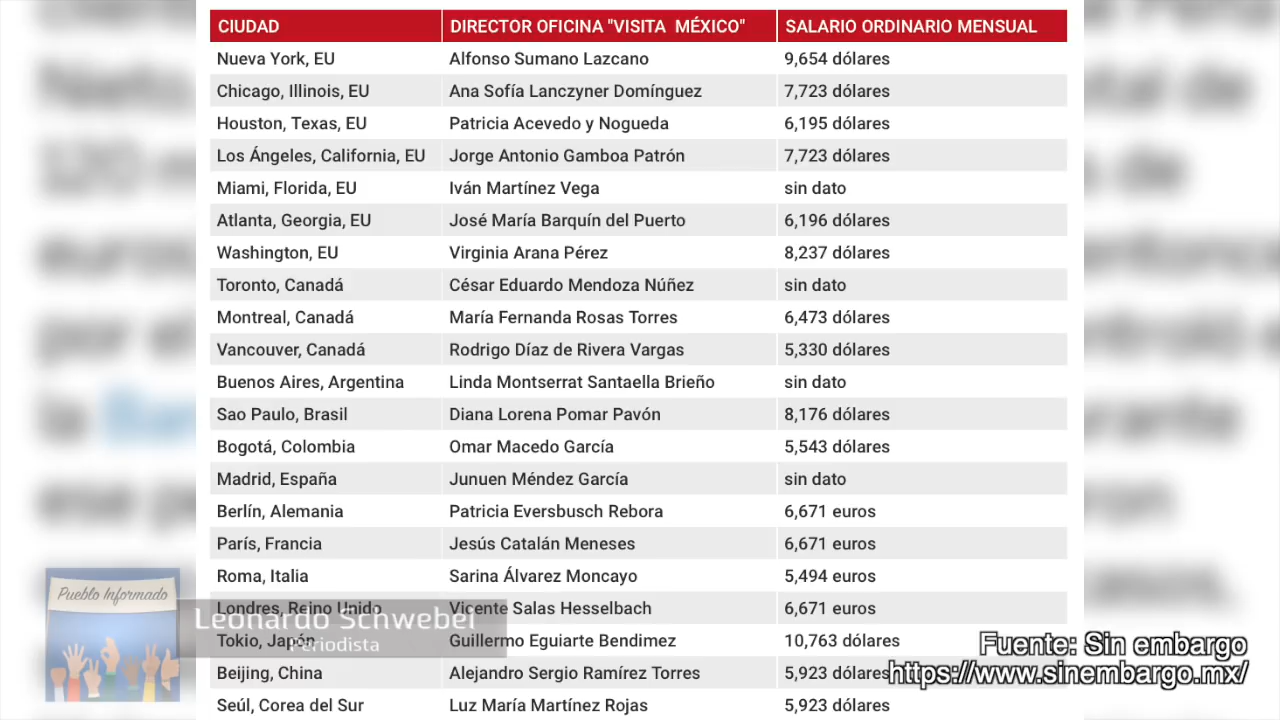 CIUDAD DIRECTOR OFICINA "VISITA MÉXICO" SALARIO ORDINARIO MENSUAL
Nueva York, EU Alfonso Sumano Lazcano 9,654 dólares
Chicago, Illinois, EU Ana Sofía Lanczyner Domínguez 7,723 dólares
Houston, Texas, EU Patricia Acevedo y Nogueda 6,195 dólares
Los Ángeles, California, EU Jorge Antonio Gamboa Patrón 7,723 dólares
Miami, Florida, EU Iván Martínez Vega sin dato
Atlanta, Georgia, EU José María Barquín del Puerto 6,196 dólares
Washington, EU Virginia Arana Pérez 8,237 dólares
Toronto, Canadá César Eduardo Mendoza Núñez sin dato
Montreal, Canadá María Fernanda Rosas Torres 6,473 dólares
Vancouver, Canadá Rodrigo Díaz de Rivera Vargas 5,330 dólares
Buenos Aires, Argentina Linda Montserrat Santaella Brieño sin dato
Sao Paulo, Brasil Diana Lorena Pomar Pavón 8,176 dólares
Bogotá, Colombia Omar Macedo García 5,543 dólares
Madrid, España Junuen Méndez García sin dato
Berlín, Alemania Patricia Eversbusch Rebora 6,671 euros
París, Francia Jesús Catalán Meneses 6,671 euros
Roma, Italia Sarina Álvarez Moncayo 5,494 euros
Londres, Reino Unido Vicente Salas Hesselbach 6,671 euros
Tokio, Japón Guillermo Eguiarte Bendimez 10,763 dólares
Beijing, China Alejandro Sergio Ramírez Torres 5,923 dólares
Seúl, Corea del Sur Luz María Martínez Rojas 5,923 dólares
Pueblo Informado
Leonardo Schwebel
Periodista
Fuente: Sin embargo
https://www.sinembargo.mx/